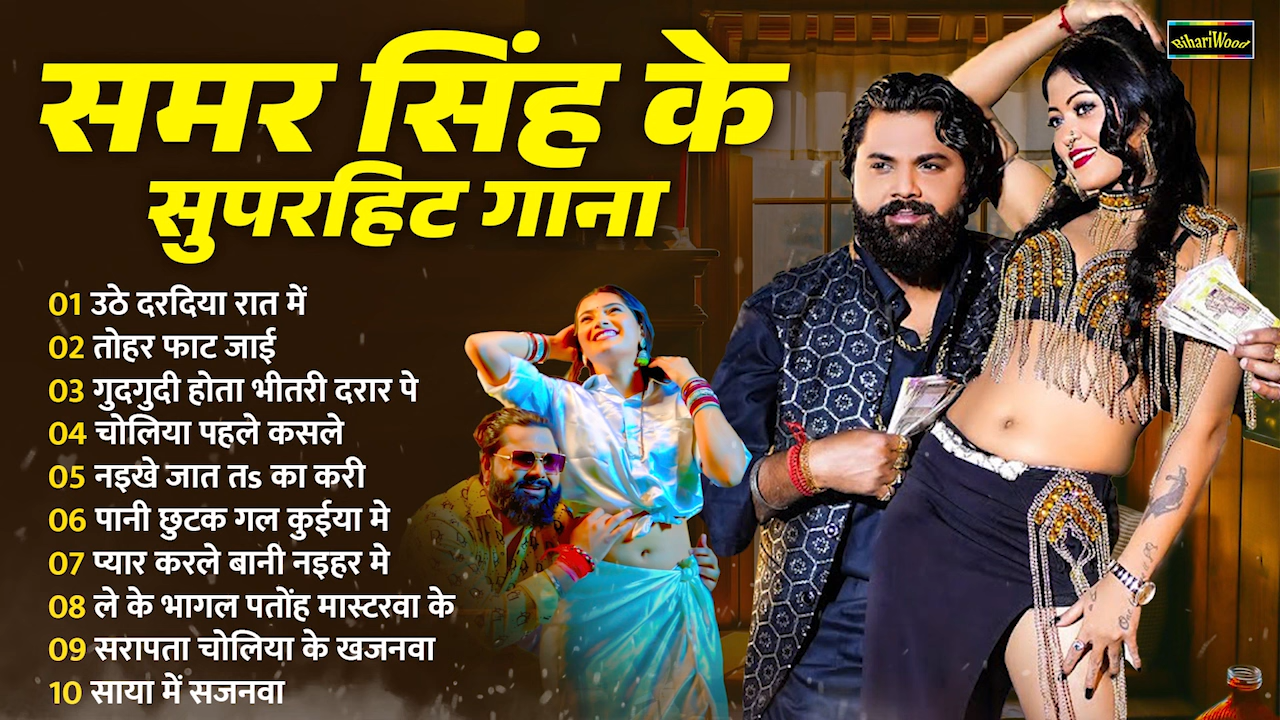 समर सिंह के
सुपरहिट गाना
01 उठे दरदिया रात में
02 तोहर फाट जाई
03 गुदगुदी होता भीतरी दरार पे
04 चोलिया पहले कसले
05 नइखे जात तs का करी
06 पानी छुटक गल कुईया मे
07 प्यार करले बानी नइहर मे
08 ले के भागल पतोंह मास्टरवा के
09 सरापता चोलिया के खजनवा
10 साया में सजनवा
BihariWood